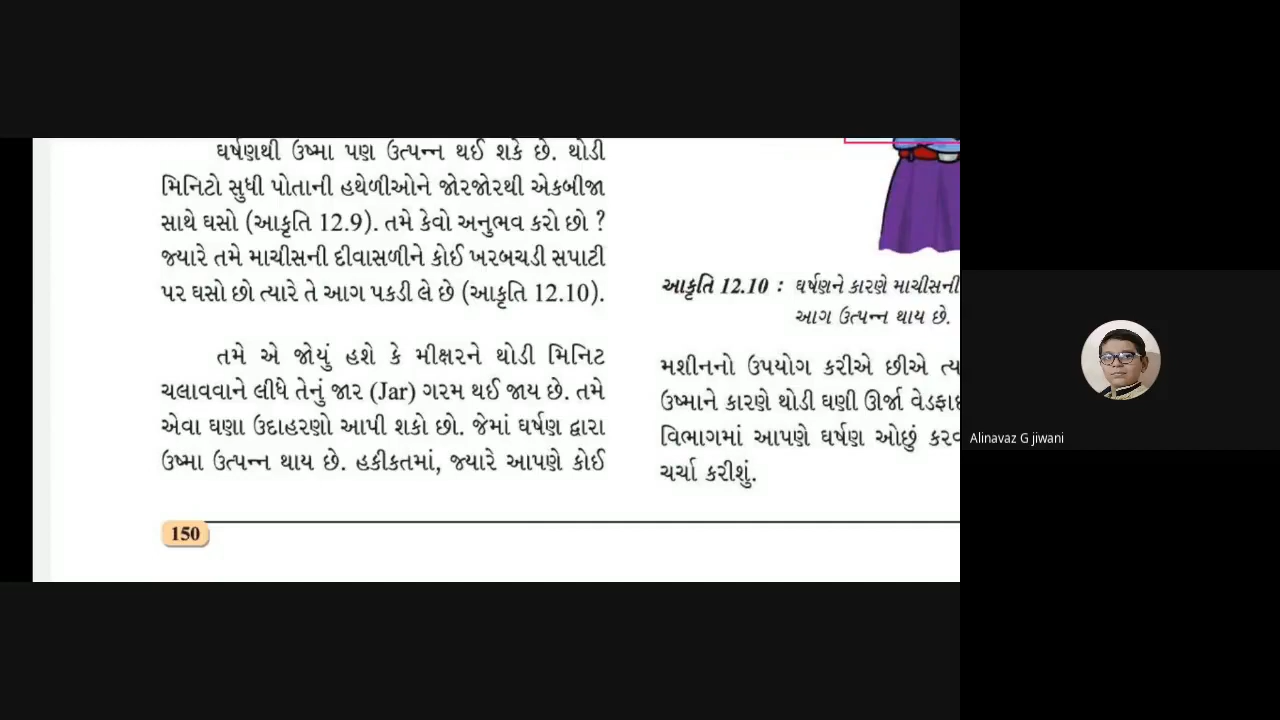 ઘર્ષણથી ઉષ્મા પણ ઉત્પન્ન થઈ શકે છે. થોડી
મિનિટો સુધી પોતાની હથેળીઓને જોરજોરથી એકબીજા
સાથે ઘસો (આકૃતિ 12.9). તમે કેવો અનુભવ કરો છો ?
જ્યારે તમે માચીસની દીવાસળીને કોઈ ખરબચડી સપાટી
પર ઘસો છો ત્યારે તે આગ પકડી લે છે (આકૃતિ 12.10).
તમે એ જોયું હશે કે મીક્ષરને થોડી મિનિટ
ચલાવવાને લીધે તેનું જાર (Jar) ગરમ થઈ જાય છે. તમે
એવા ઘણા ઉદાહરણો આપી શકો છો. જેમાં ઘર્ષણ દ્વારા
ઉષ્મા ઉત્પન્ન થાય છે. હકીકતમાં, જ્યારે આપણે કોઈ
150
આકૃતિ 12.10 : ઘર્ષણને કારણે માચીસની
આગ ઉત્પન્ન થાય છે.
મશીનનો ઉપયોગ કરીએ છીએ
ઉષ્માને કારણે થોડી ઘણી ઊર્જા
વિભાગમાં આપણે ઘર્ષણ ઓછું
ચર્ચા કરીશું.
Alinavaz G jiwani